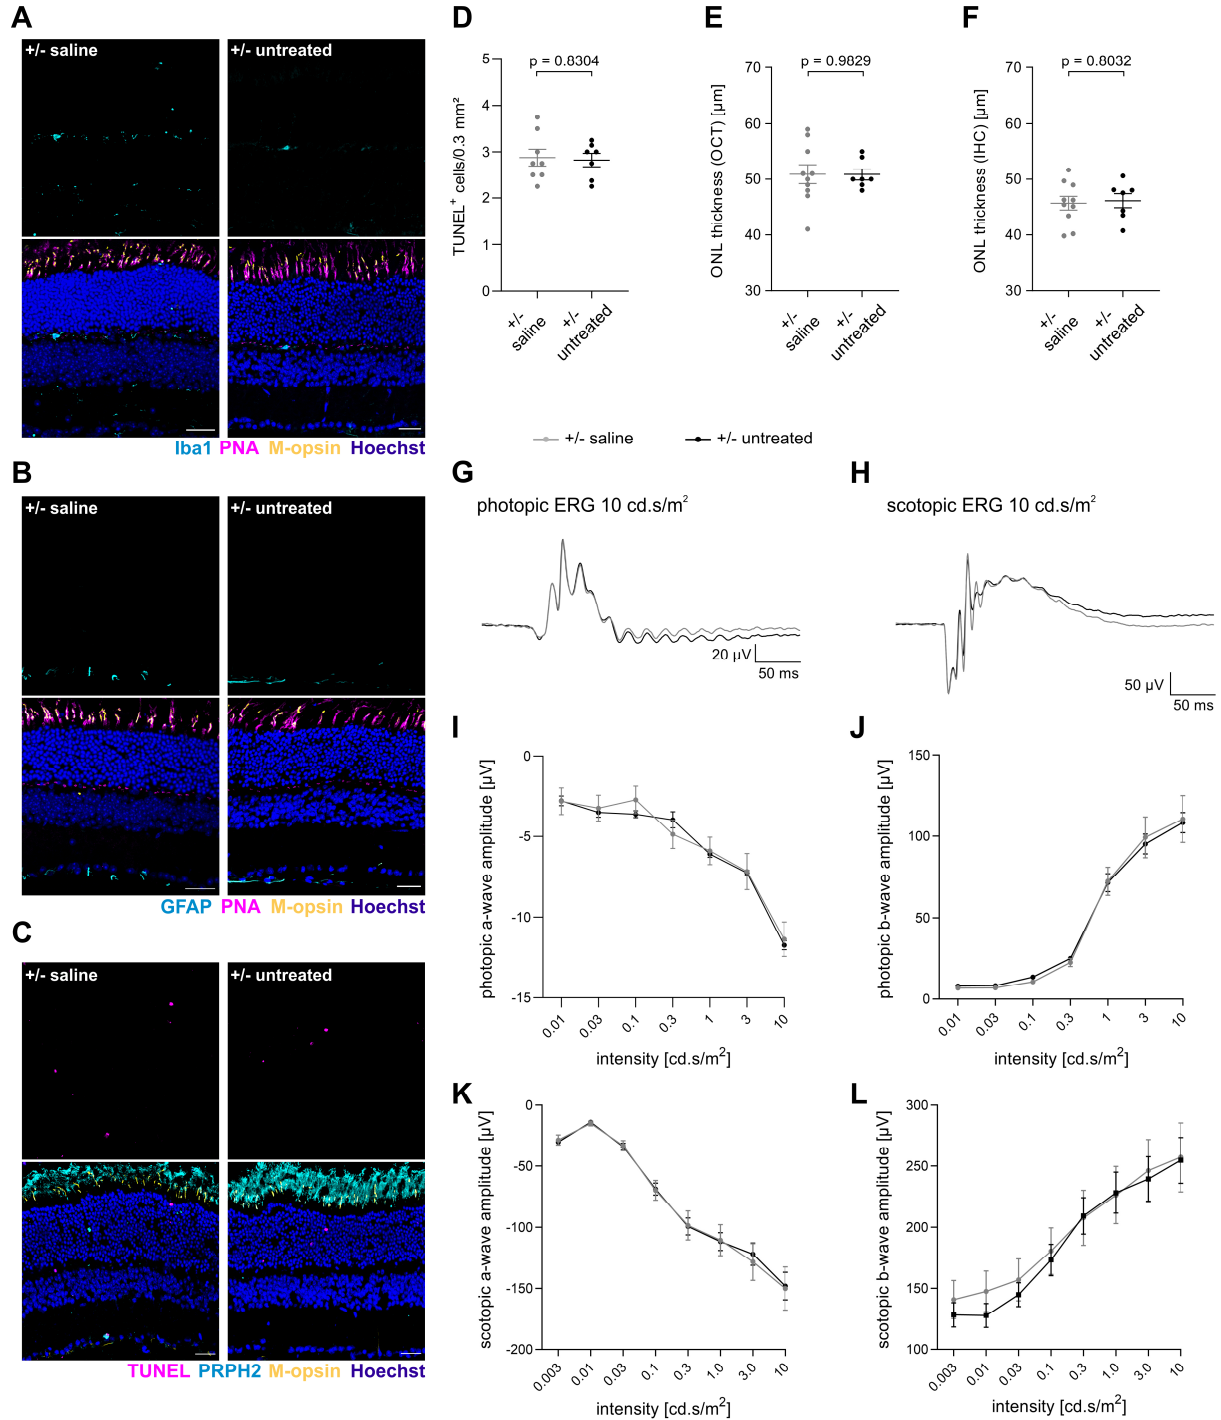 A
+/- saline
+/- untreated
Iba1 PNA M-opsin Hoechst
B
+/- saline
+/- untreated
GFAP PNA M-opsin Hoechst
C
+/- saline
+/- untreated
TUNEL PRPH2 M-opsin Hoechst
D
p = 0.8304
TUNEL⁺ cells/0.3 mm²
5
4
3
2
1
0
+/- saline
+/- untreated
E
p = 0.9829
ONL thickness (OCT) [µm]
70
60
50
40
30
+/- saline
+/- untreated
F
p = 0.8032
ONL thickness (IHC) [µm]
70
60
50
40
30
+/- saline
+/- untreated
+/- saline
+/- untreated
G
photopic ERG 10 cd.s/m²
20 µV
50 ms
H
scotopic ERG 10 cd.s/m²
50 µV
50 ms
I
photopic a-wave amplitude [µV]
0
-5
-10
-15
0.01 0.03 0.1 0.3 1 3 10
intensity [cd.s/m²]
J
photopic b-wave amplitude [µV]
150
100
50
0
0.01 0.03 0.1 0.3 1 3 10
intensity [cd.s/m²]
K
scotopic a-wave amplitude [µV]
0
-50
-100
-150
-200
0.003 0.01 0.03 0.1 0.3 1.0 3.0 10
intensity [cd.s/m²]
L
scotopic b-wave amplitude [µV]
300
250
200
150
100
0.003 0.01 0.03 0.1 0.3 1.0 3.0 10
intensity [cd.s/m²]